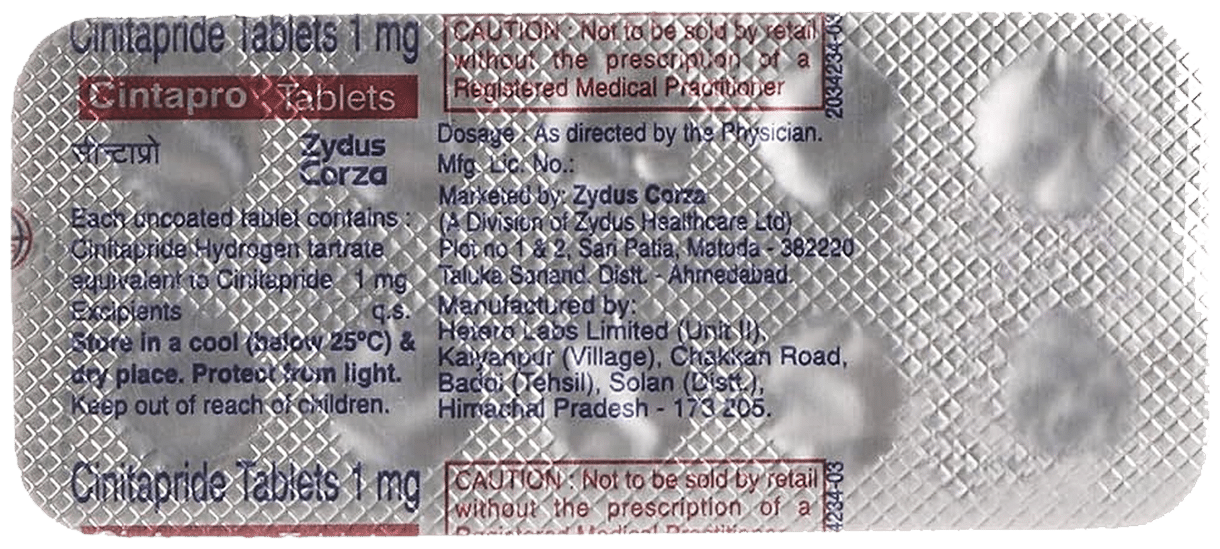 Cinitapride Tablets 1 mg
Cintapro Tablets
सीन्टाप्रो
Zydus
Corza
Each uncoated tablet contains :
Cinitapride Hydrogen tartrate
equivalent to Cinitapride 1 mg
Excipients q.s.
Store in a cool (below 25°C) &
dry place. Protect from light.
Keep out of reach of children.
Cinitapride Tablets 1 mg
CAUTION : Not to be sold by retail
without the prescription of a
Registered Medical Practitioner
2034234-03
Dosage : As directed by the Physician.
Mfg. Lic. No.:
Marketed by: Zydus Corza
(A Division of Zydus Healthcare Ltd)
Plot no 1 & 2, Sari Patia, Matoda - 382220
Taluka Sanand. Distt. - Ahmedabad.
Manufactured by:
Hetero Labs Limited (Unit II),
Kalyanpur (Village), Chakkan Road,
Baddi (Tehsil), Solan (Distt.),
Himachal Pradesh - 173 205.
CAUTION : Not to be sold by retail
without the prescription of a
Registered Medical Practitioner
4234-03